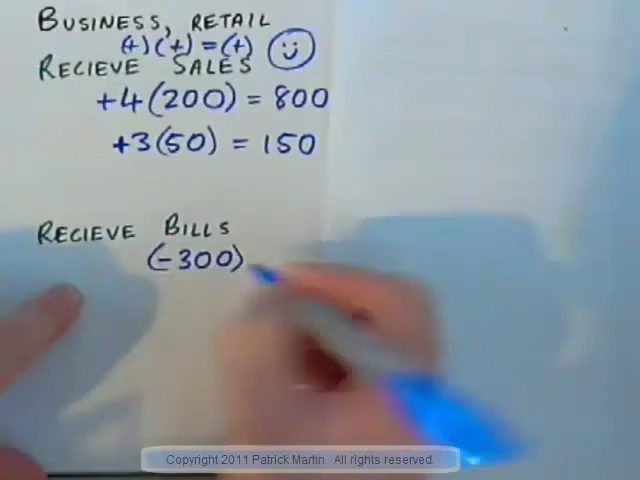 BUSINESS, RETAIL
(+)(+) = (+)
RECIEVE SALES
+4(200) = 800
+3(50) = 150
RECIEVE BILLS
(-300)
Copyright 2011 Patrick Martin. All rights reserved.